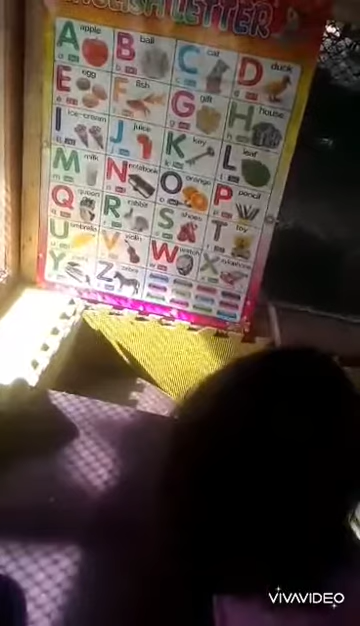 ENGLISH LETTER
A apple B ball C cat D duck
E egg F fish G gift H house
I ice-cream J juice K key L leaf
M milk N notebook O orange P pencil
Q queen R rabbit S shoes T toy
U umbrella V violin W watch X xylophone
Y Z zebra
VIVAVIDEO